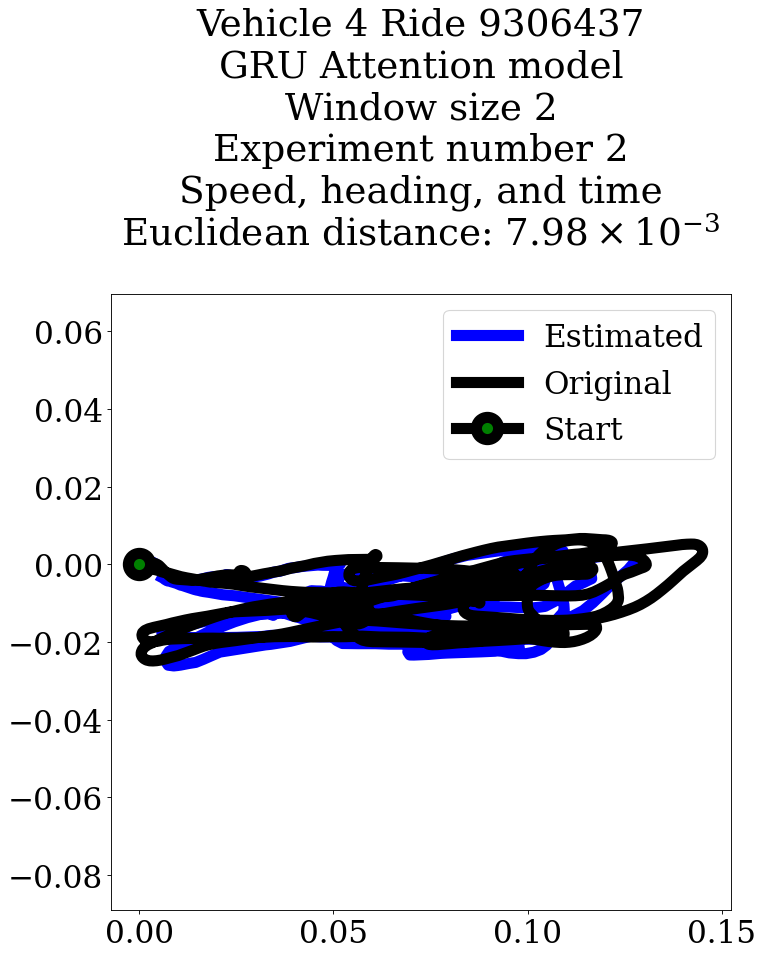 Vehicle 4 Ride 9306437
GRU Attention model
Window size 2
Experiment number 2
Speed, heading, and time
Euclidean distance: 7.98 × 10⁻³
Estimated
Original
Start
0.06
0.04
0.02
0.00
−0.02
−0.04
−0.06
−0.08
0.00 0.05 0.10 0.15